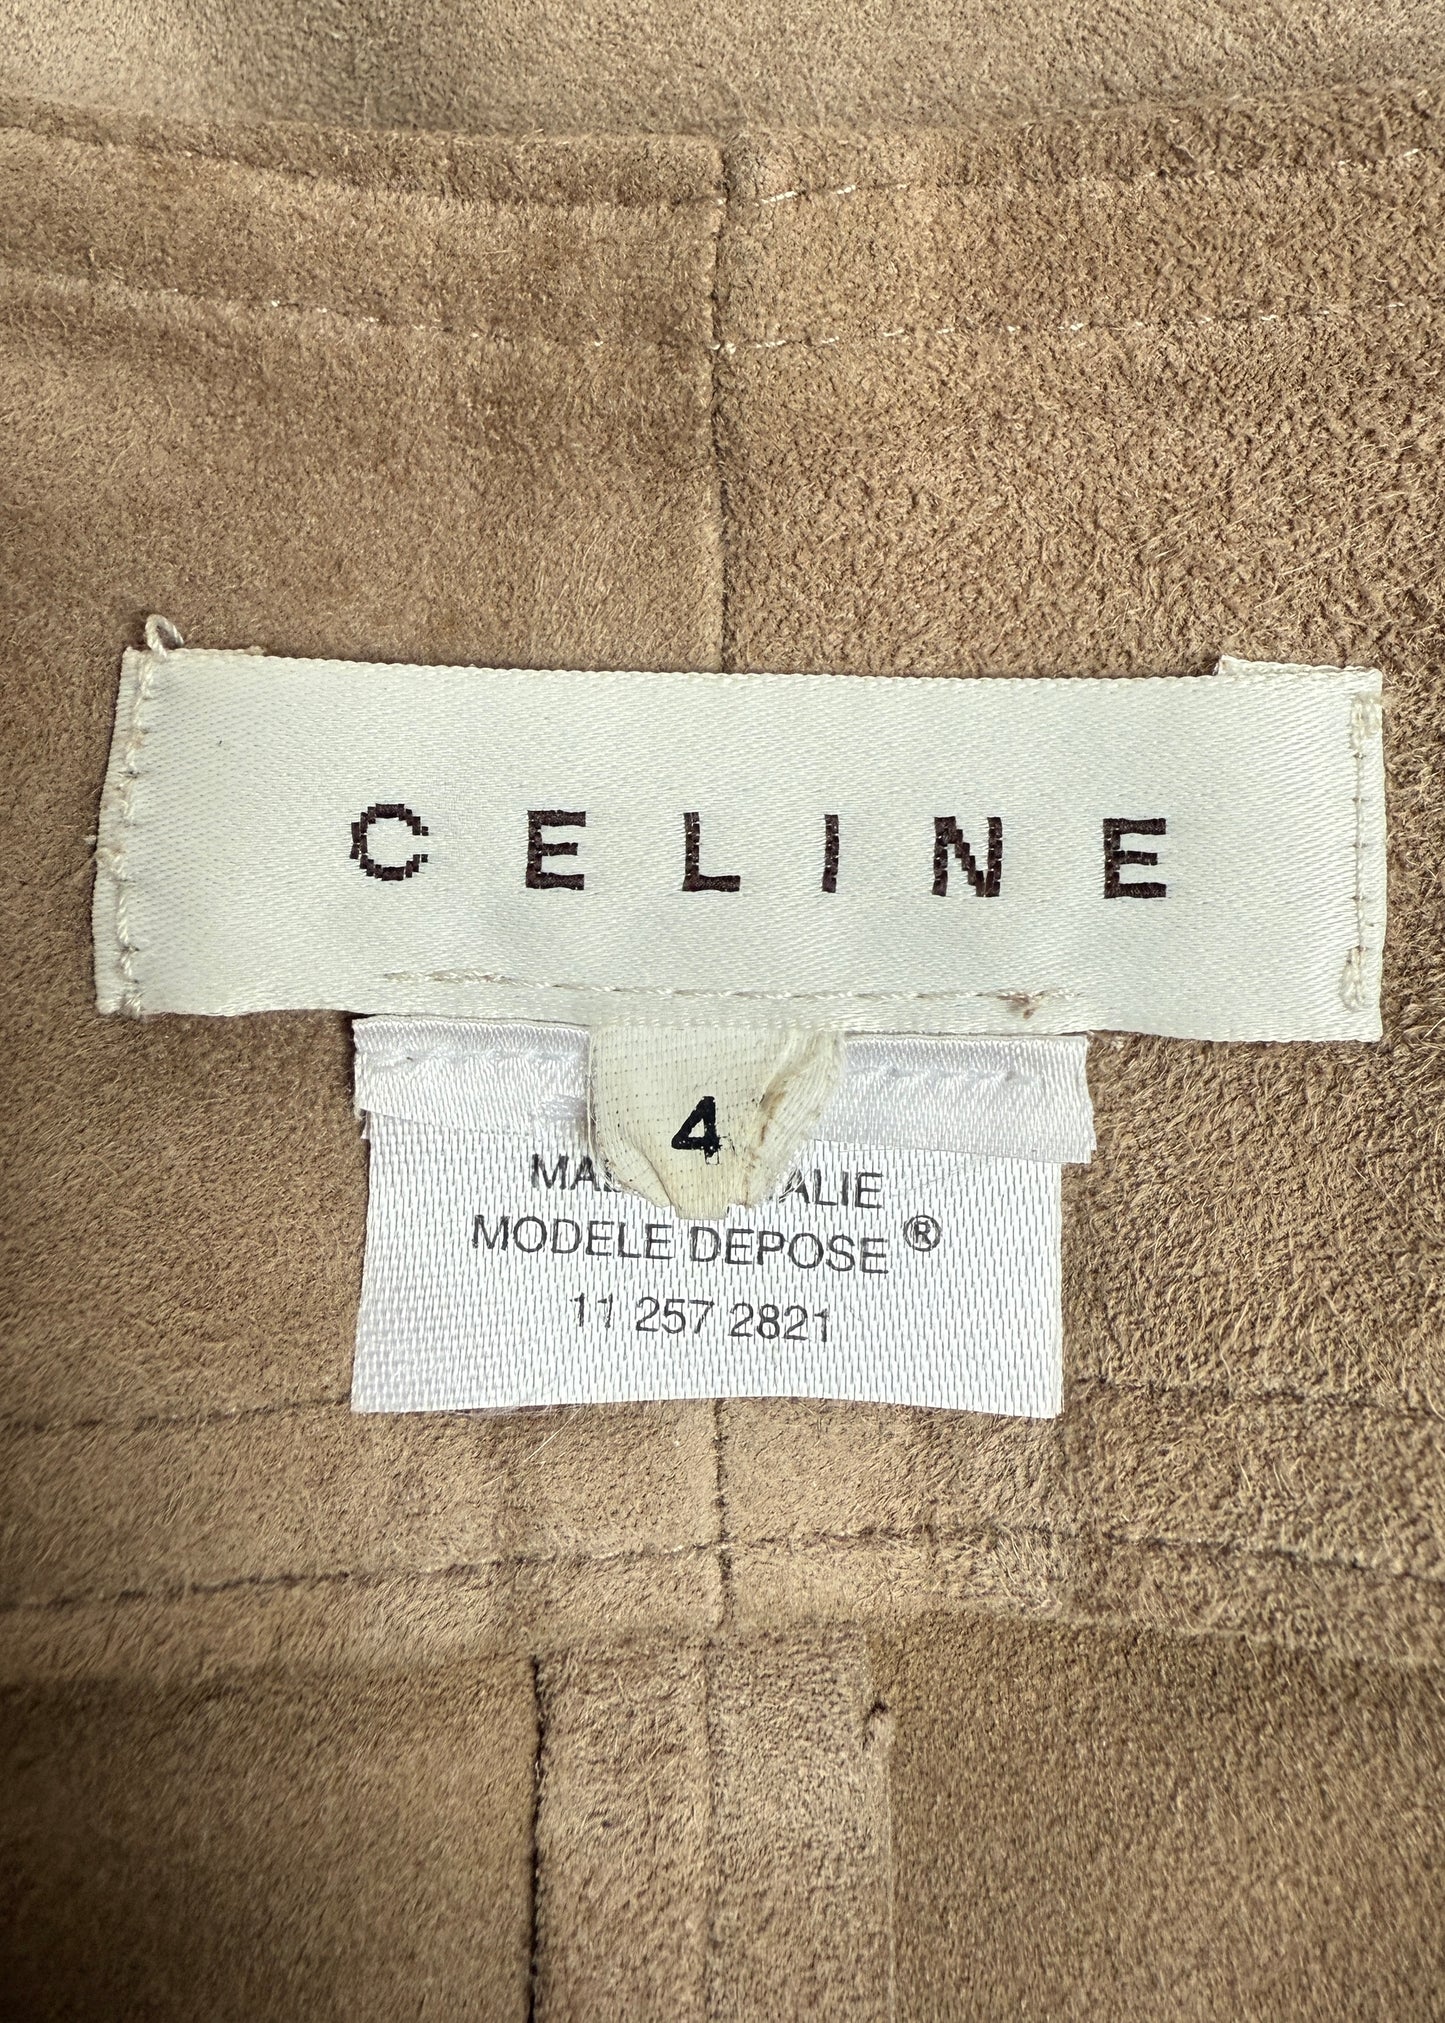 CELINE
4
MODELE DEPOSE ®
11 257 2821